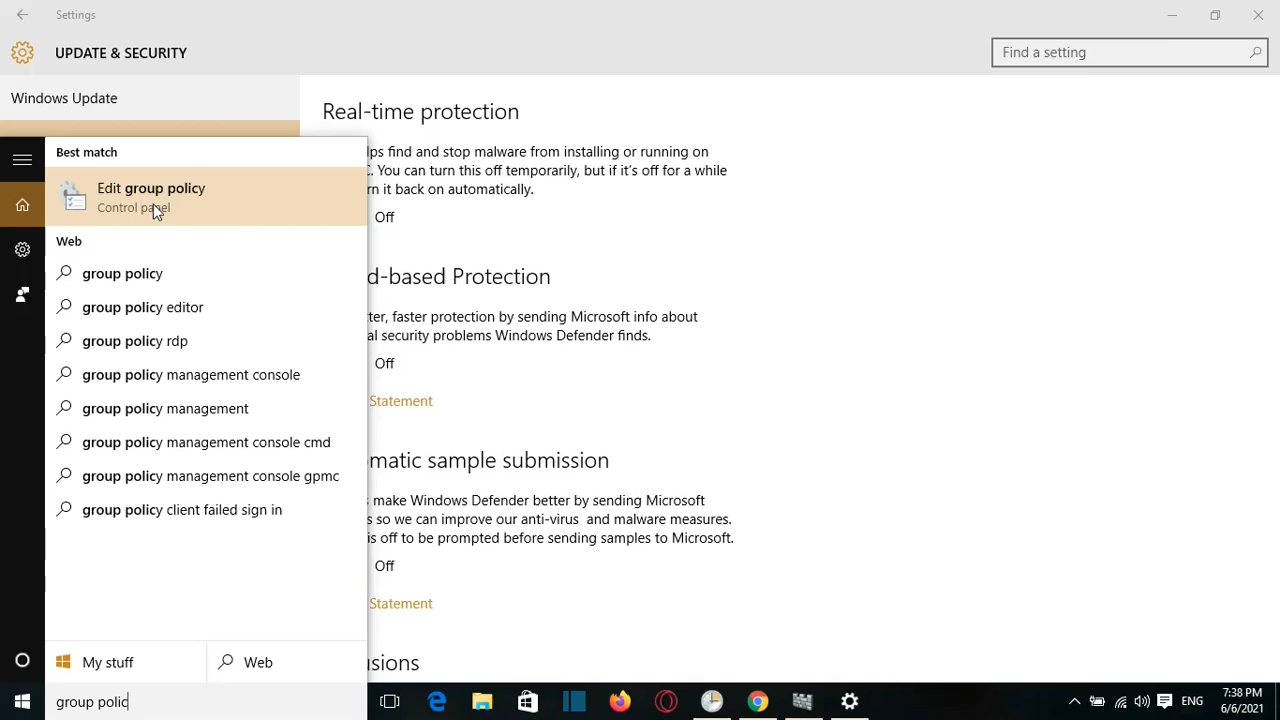 Settings
UPDATE & SECURITY
Find a setting
Windows Update
Real-time protection
lps find and stop malware from installing or running on
C. You can turn this off temporarily, but if it's off for a while
rn it back on automatically.
Off
d-based Protection
ter, faster protection by sending Microsoft info about
al security problems Windows Defender finds.
Off
Statement
matic sample submission
s make Windows Defender better by sending Microsoft
s so we can improve our anti-virus and malware measures.
is off to be prompted before sending samples to Microsoft.
Off
Statement
usions
Best match
Edit group policy
Control panel
Web
group policy
group policy editor
group policy rdp
group policy management console
group policy management
group policy management console cmd
group policy management console gpmc
group policy client failed sign in
My stuff
Web
group polic
ENG
7:38 PM
6/6/2021